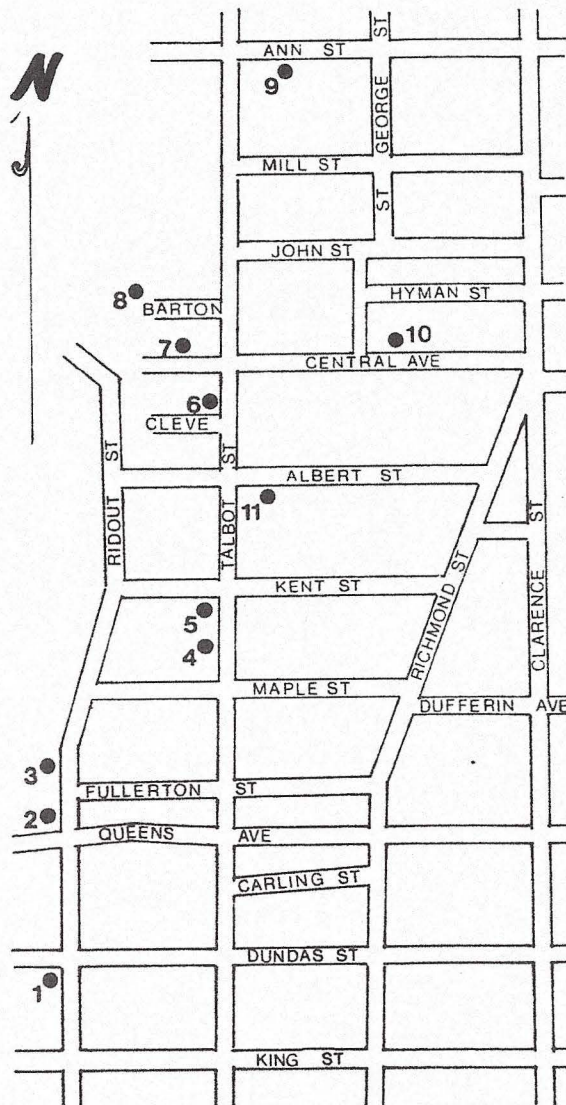 ST
ANN ST
N
9
GEORGE
MILL ST
ST
JOHN ST
8
HYMAN ST
BARTON
7
10
CENTRAL AVE
6
CLEVE
ST
ST
ALBERT ST
11
RIDOUT
TALBOT
ST
KENT ST
RICHMOND ST
CLARENCE
5
4
MAPLE ST
DUFFERIN AVE
3
FULLERTON ST
2
QUEENS AVE
CARLING ST
DUNDAS ST
1
KING ST